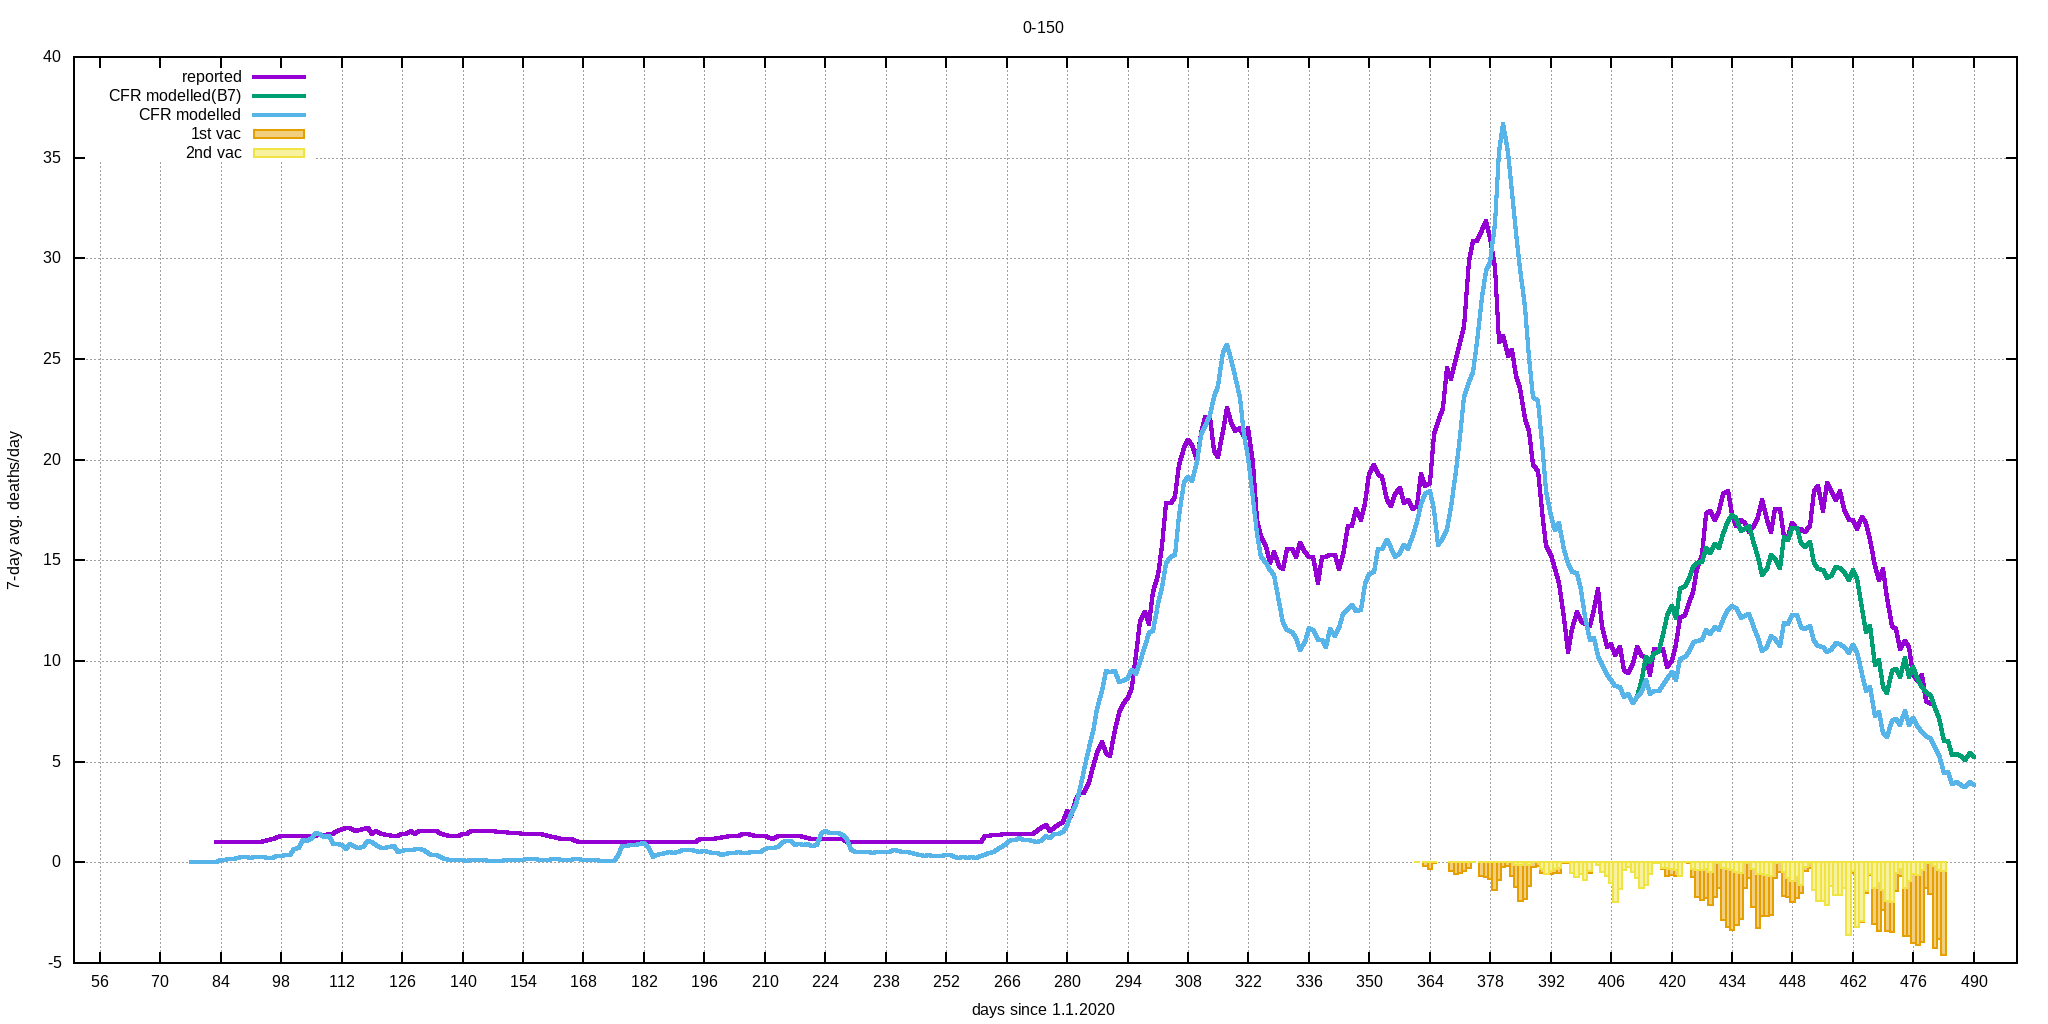 0-150
40
35
30
25
20
15
10
5
0
-5
7-day avg. deaths/day
reported
CFR modelled(B7)
CFR modelled
1st vac
2nd vac
56 70 84 98 112 126 140 154 168 182 196 210 224 238 252 266 280 294 308 322 336 350 364 378 392 406 420 434 448 462 476 490
days since 1.1.2020